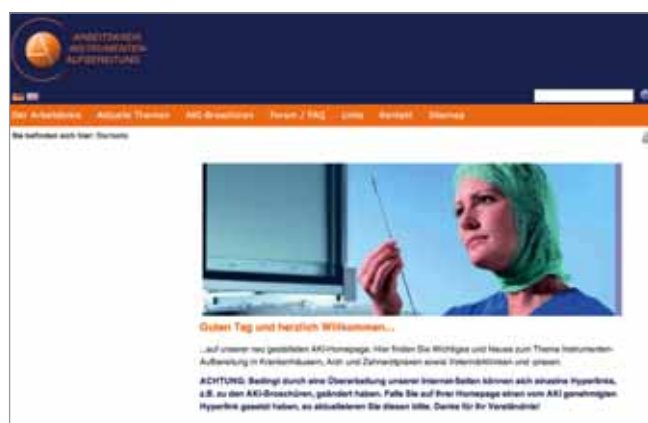 ARBEITSKREIS
INSTRUMENTEN-
AUFBEREITUNG
Der Arbeitskreis Aktuelle Themen AKI-Broschüren Forum / FAQ Links Kontakt Sitemap
Sie befinden sich hier: Startseite
Guten Tag und herzlich Willkommen...
...auf unserer neu gestalteten AKI-Homepage. Hier finden Sie Wichtiges und Neues zum Thema Instrumenten-
Aufbereitung in Krankenhäusern, Arzt- und Zahnarztpraxen sowie Veterinärkliniken und -praxen.
ACHTUNG: Bedingt durch eine Überarbeitung unserer Internet-Seiten können sich einzelne Hyperlinks,
z.B. zu den AKI-Broschüren, geändert haben. Falls Sie auf Ihrer Homepage einen vom AKI genehmigten
Hyperlink gesetzt haben, so aktualisieren Sie diesen bitte. Danke für Ihr Verständnis!